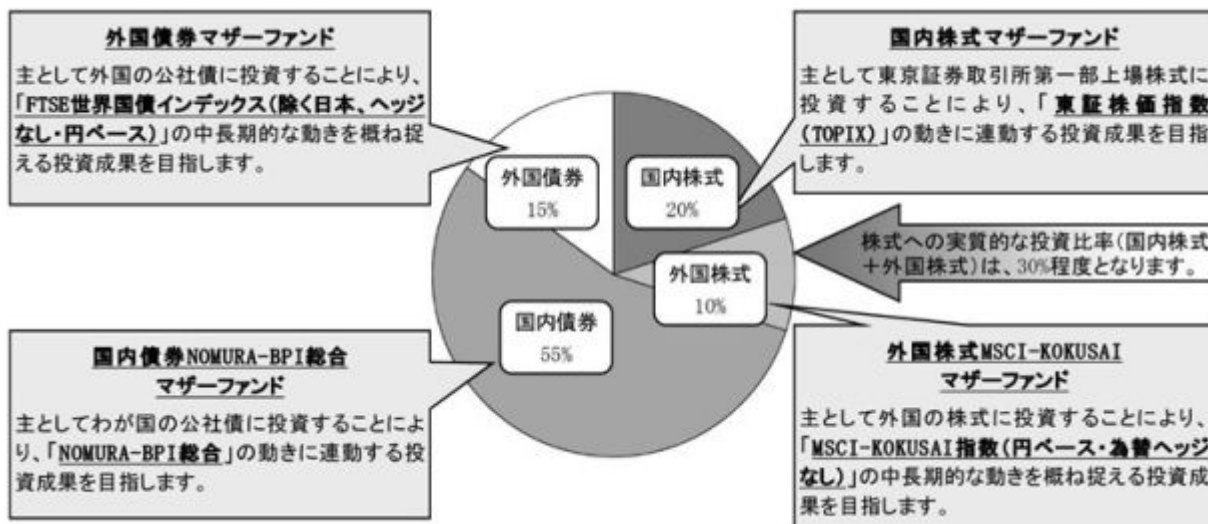 外国債券マザーファンド
主として外国の公社債に投資することにより、
「FTSE世界国債インデックス(除く日本、ヘッジ
なし・円ベース)」の中長期的な動きを概ね捉
える投資成果を目指します。
国内株式マザーファンド
主として東京証券取引所第一部上場株式に
投資することにより、「東証株価指数
(TOPIX)」の動きに連動する投資成果を目指
します。
外国債券
15%
国内株式
20%
株式への実質的な投資比率(国内株式
＋外国株式)は、30%程度となります。
外国株式
10%
国内債券
55%
国内債券NOMURA-BPI総合
マザーファンド
主としてわが国の公社債に投資することによ
り、「NOMURA-BPI総合」の動きに連動する投
資成果を目指します。
外国株式MSCI-KOKUSAI
マザーファンド
主として外国の株式に投資することにより、
「MSCI-KOKUSAI指数(円ベース・為替ヘッジ
なし)」の中長期的な動きを概ね捉える投資成
果を目指します。